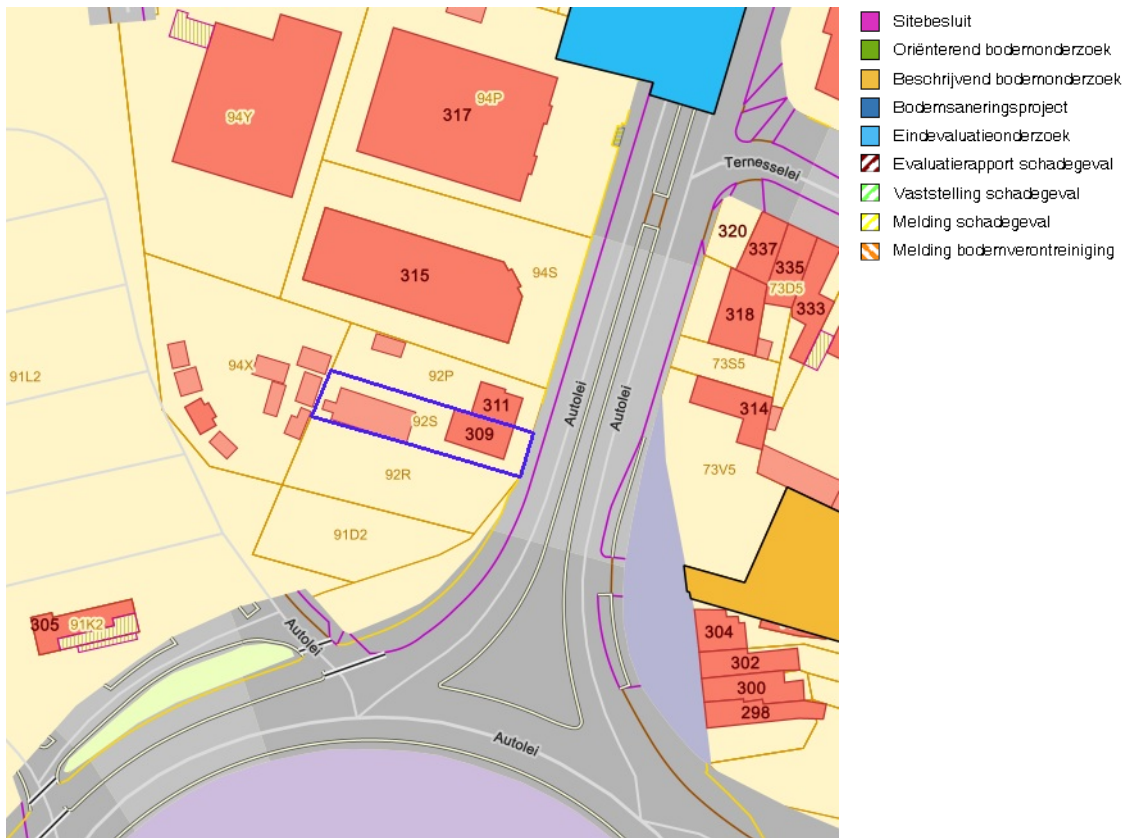 94Y
94P
317
Ternesselei
320
337
335
73D5
333
318
94S
315
73S5
91L2
94X
92P
Autolei
Autolei
311
314
92S
309
92R
73V5
91D2
305
91K2
Autolei
304
302
300
298
Autolei
Sitebesluit
Oriënterend bodemonderzoek
Beschrijvend bodemonderzoek
Bodemsaneringsproject
Eindevaluatieonderzoek
Evaluatierapport schadegeval
Vaststelling schadegeval
Melding schadegeval
Melding bodemverontreiniging